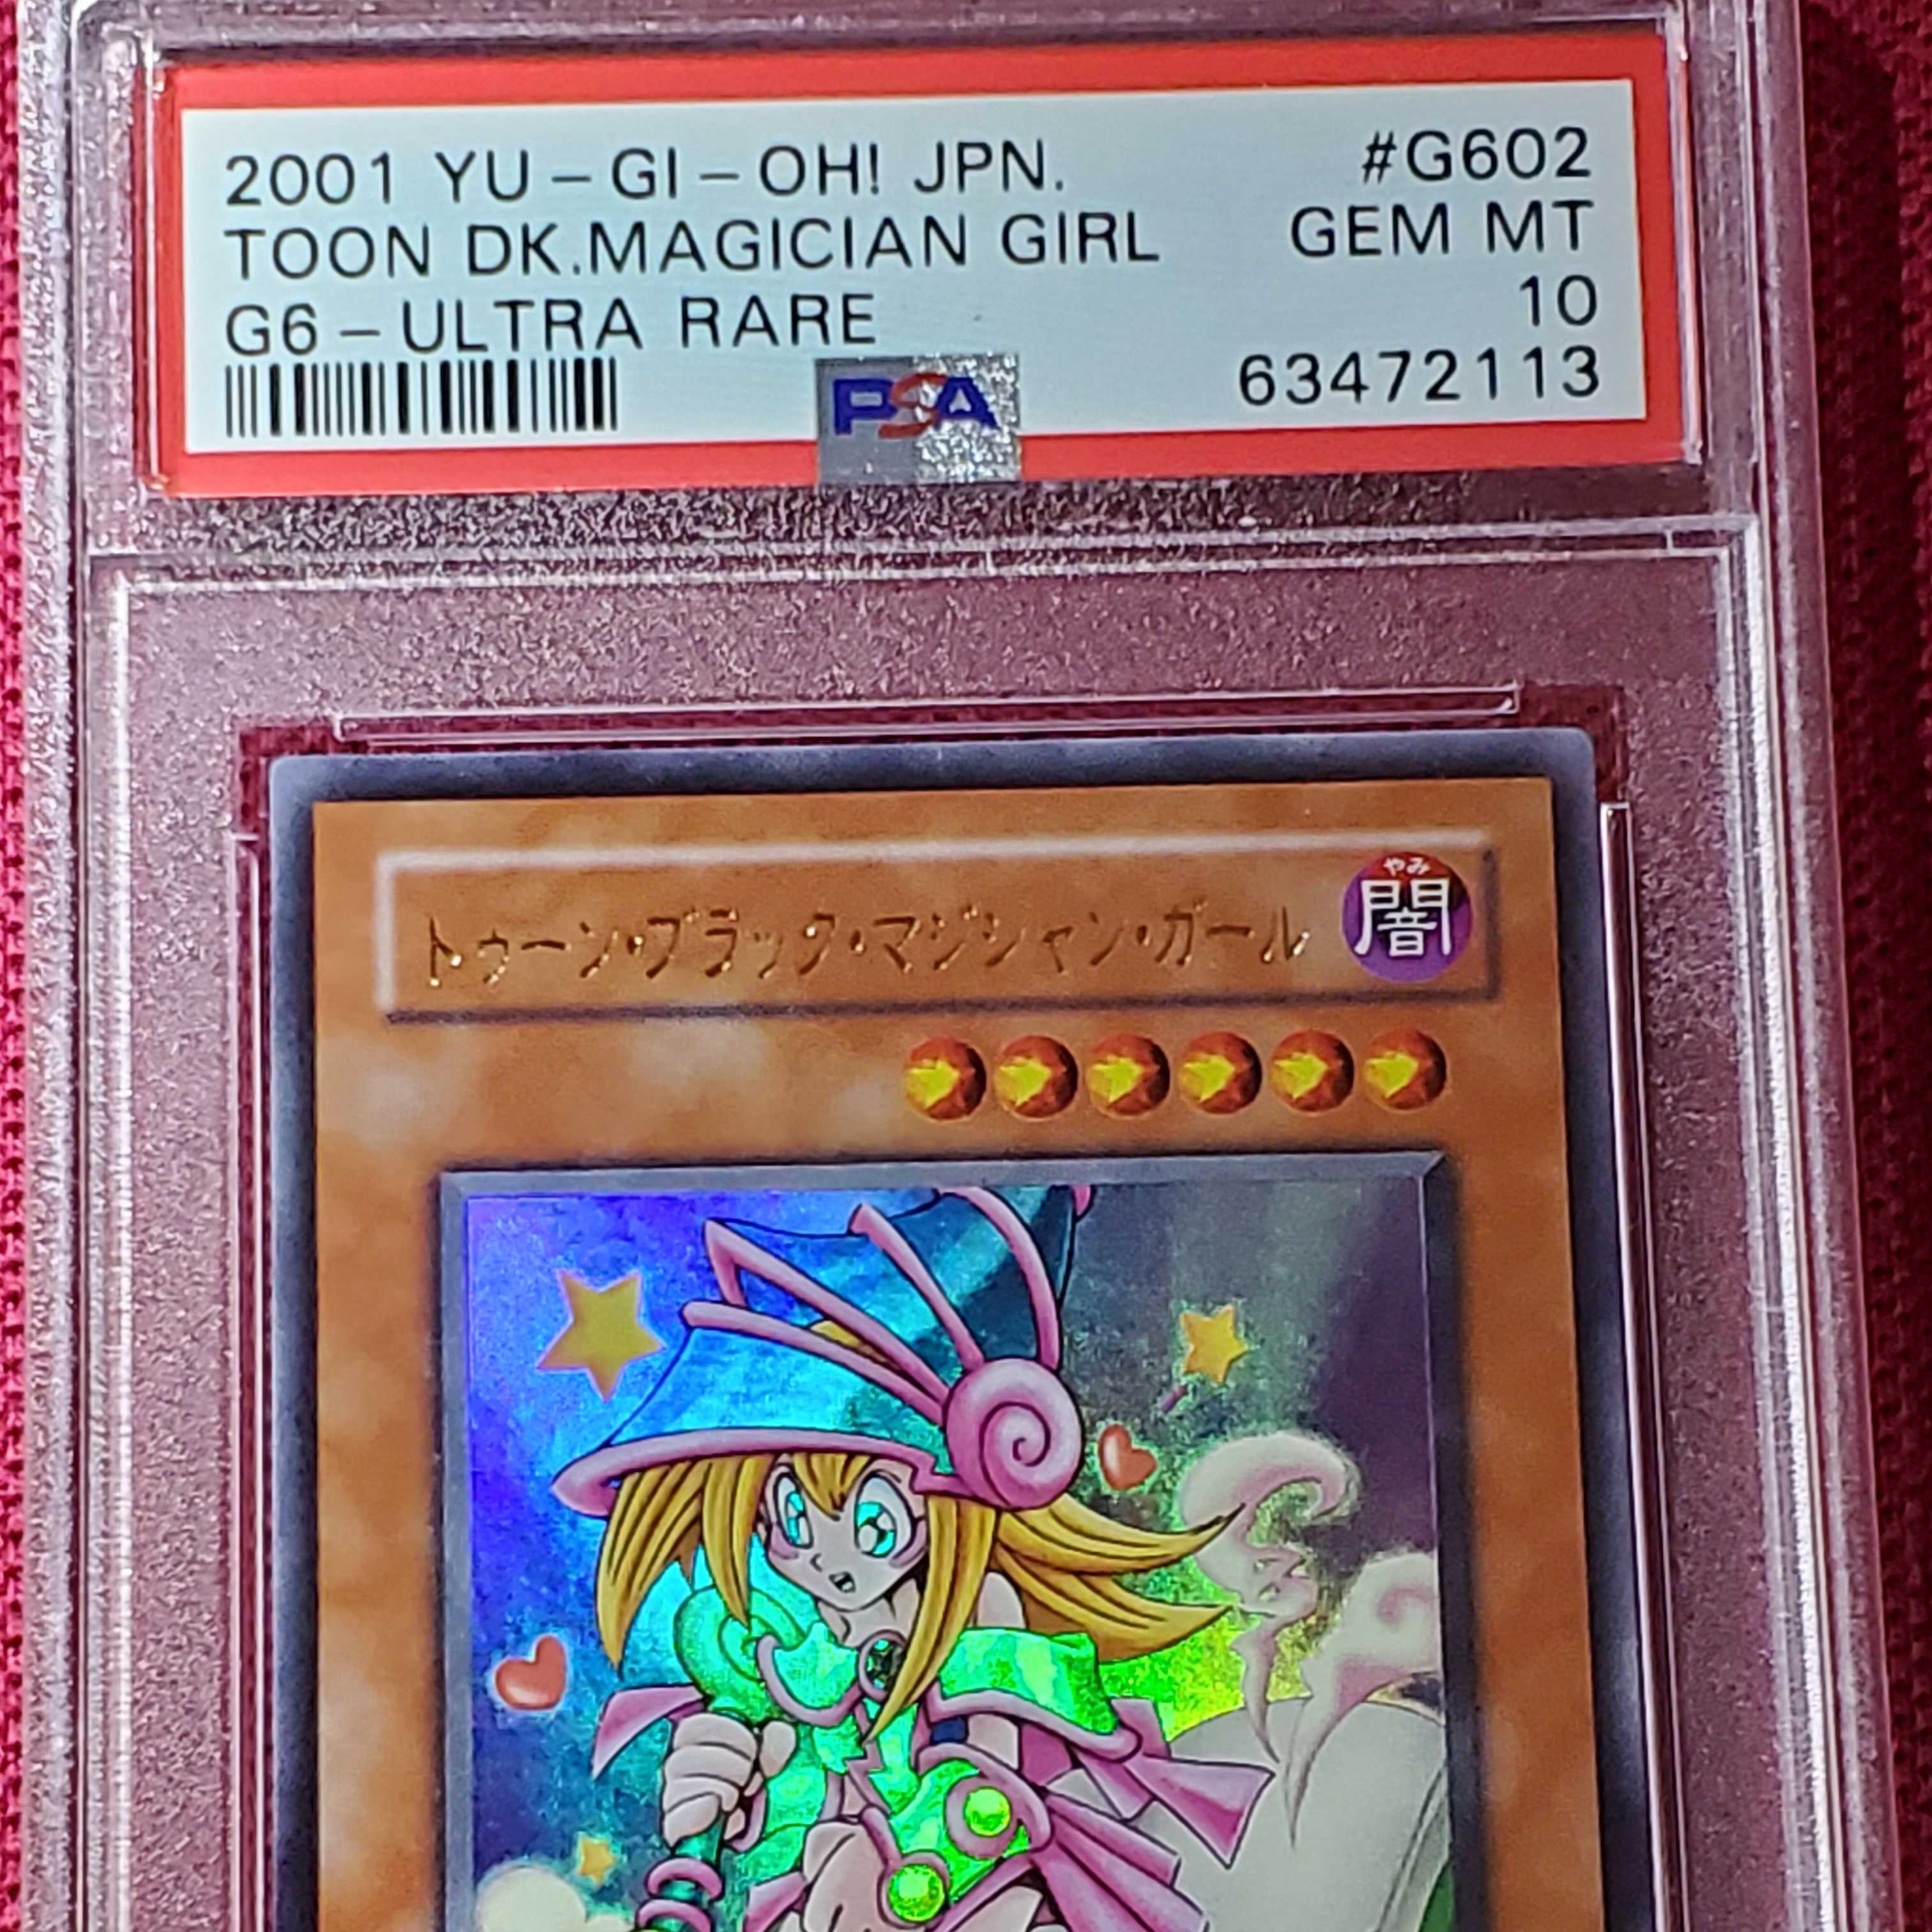 2001 YU-GI-OH! JPN. #G602
TOON DK.MAGICIAN GIRL GEM MT
G6-ULTRA RARE 10
PSA 63472113
トゥーン・ブラック・マジシャン・ガール
やみ
闇